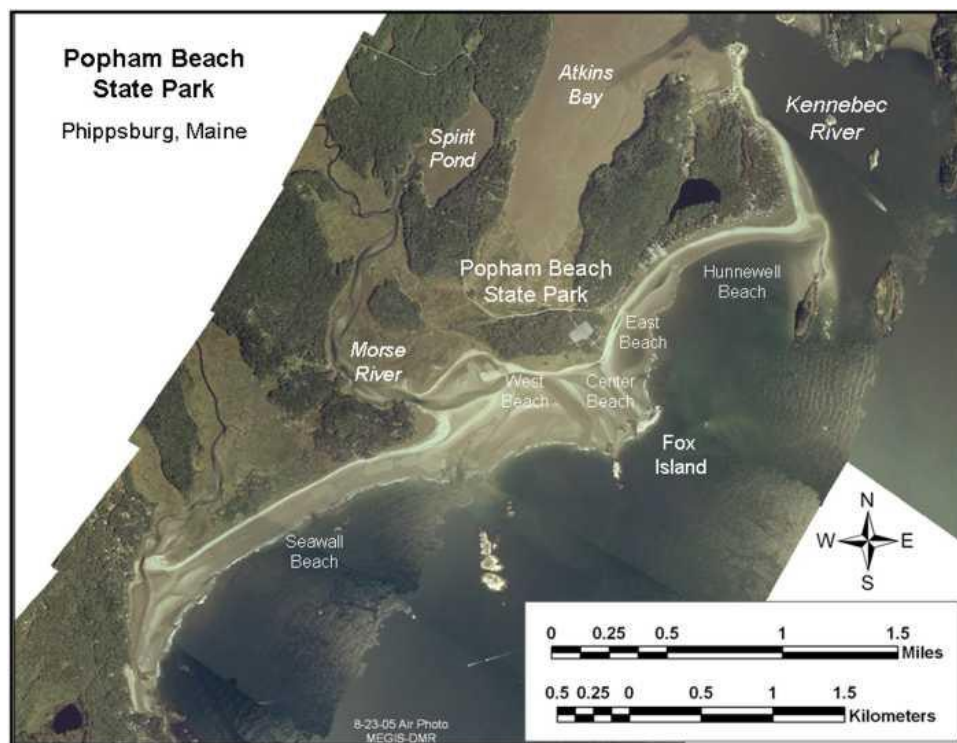 Popham Beach
State Park
Phippsburg, Maine
Atkins
Bay
Kennebec
River
Spirit
Pond
Popham Beach
State Park
Hunnewell
Beach
East
Beach
Morse
River
West
Beach
Center
Beach
Fox
Island
Seawall
Beach
N
W E
S
0 0.25 0.5 1 1.5
Miles
0.5 0.25 0 0.5 1 1.5
Kilometers
8-23-05 Air Photo
MEGIS-DMR